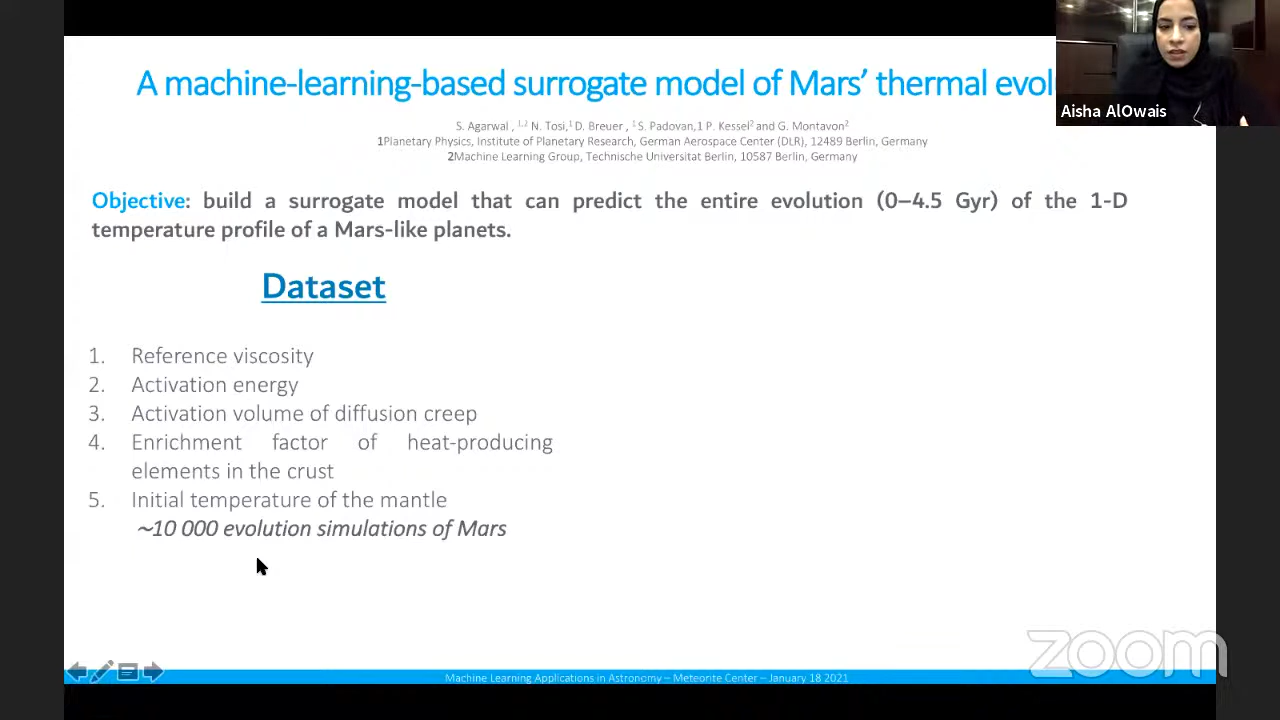 A machine-learning-based surrogate model of Mars' thermal evol
Aisha AlOwais
S. Agarwal , 1,2 N. Tosi,1 D. Breuer , 1 S. Padovan,1 P. Kessel2 and G. Montavon2
1Planetary Physics, Institute of Planetary Research, German Aerospace Center (DLR), 12489 Berlin, Germany
2Machine Learning Group, Technische Universitat Berlin, 10587 Berlin, Germany
Objective: build a surrogate model that can predict the entire evolution (0–4.5 Gyr) of the 1-D
temperature profile of a Mars-like planets.
Dataset
1. Reference viscosity
2. Activation energy
3. Activation volume of diffusion creep
4. Enrichment factor of heat-producing
elements in the crust
5. Initial temperature of the mantle
~10 000 evolution simulations of Mars
zoom
Machine Learning Applications in Astronomy – Meteorite Center – January 18 2021